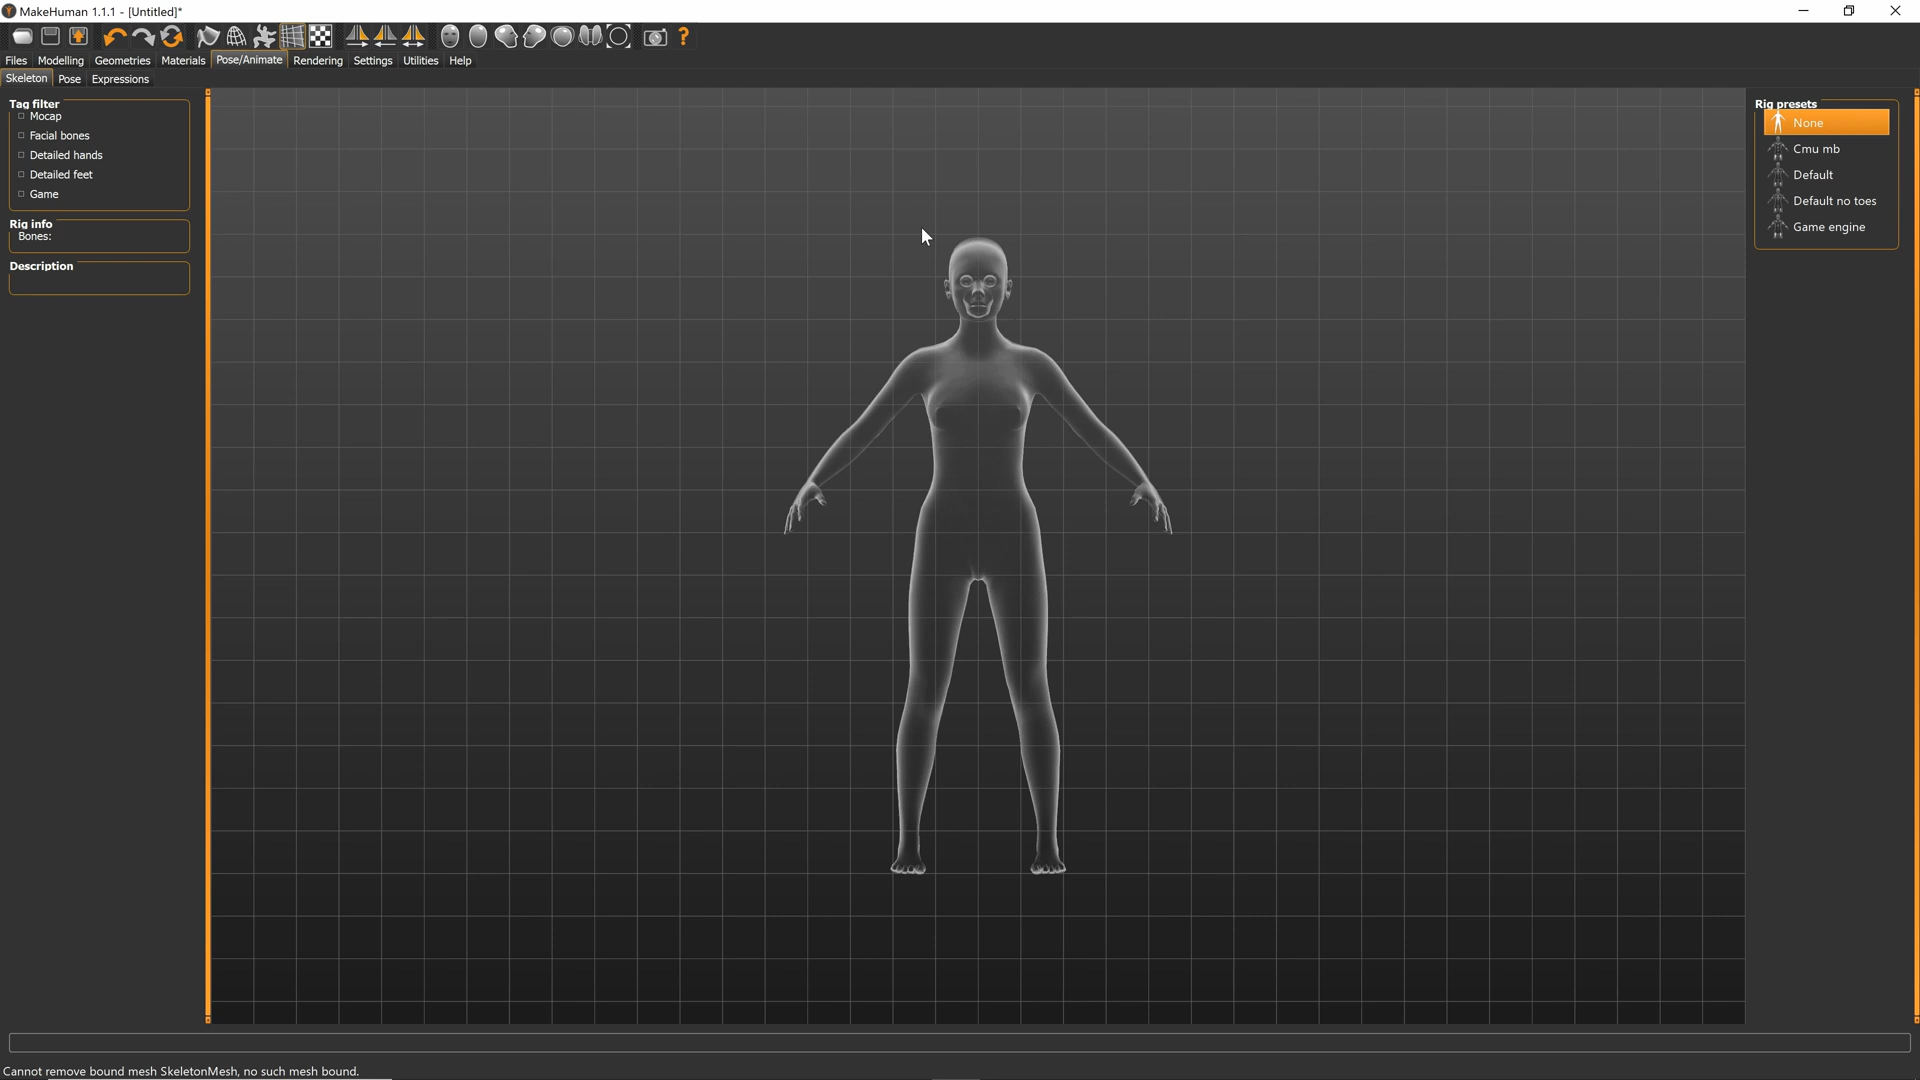 MakeHuman 1.1.1 - [Untitled]*
Files Modelling Geometries Materials Pose/Animate Rendering Settings Utilities Help
Skeleton Pose Expressions
Tag filter
Mocap
Facial bones
Detailed hands
Detailed feet
Game
Rig info
Bones:
Description
Rig presets
None
Cmu mb
Default
Default no toes
Game engine
Cannot remove bound mesh SkeletonMesh, no such mesh bound.